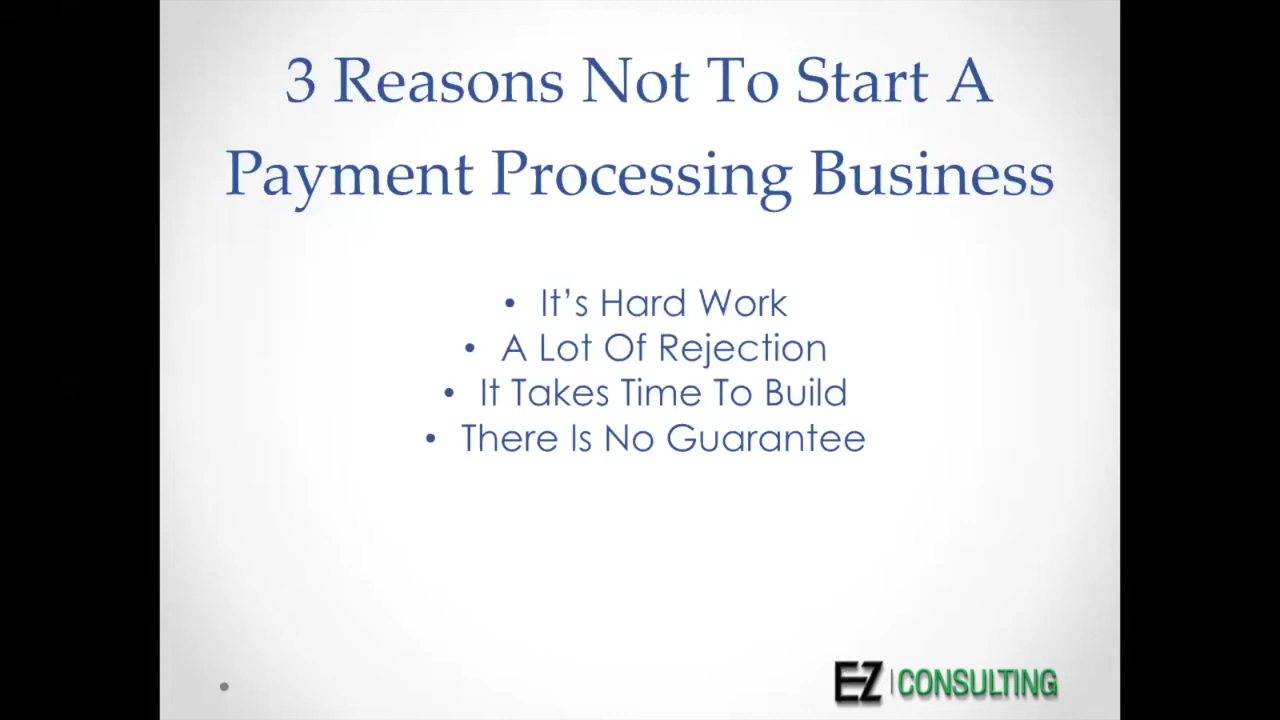 3 Reasons Not To Start A
Payment Processing Business
• It’s Hard Work
• A Lot Of Rejection
• It Takes Time To Build
• There Is No Guarantee
EZ | CONSULTING